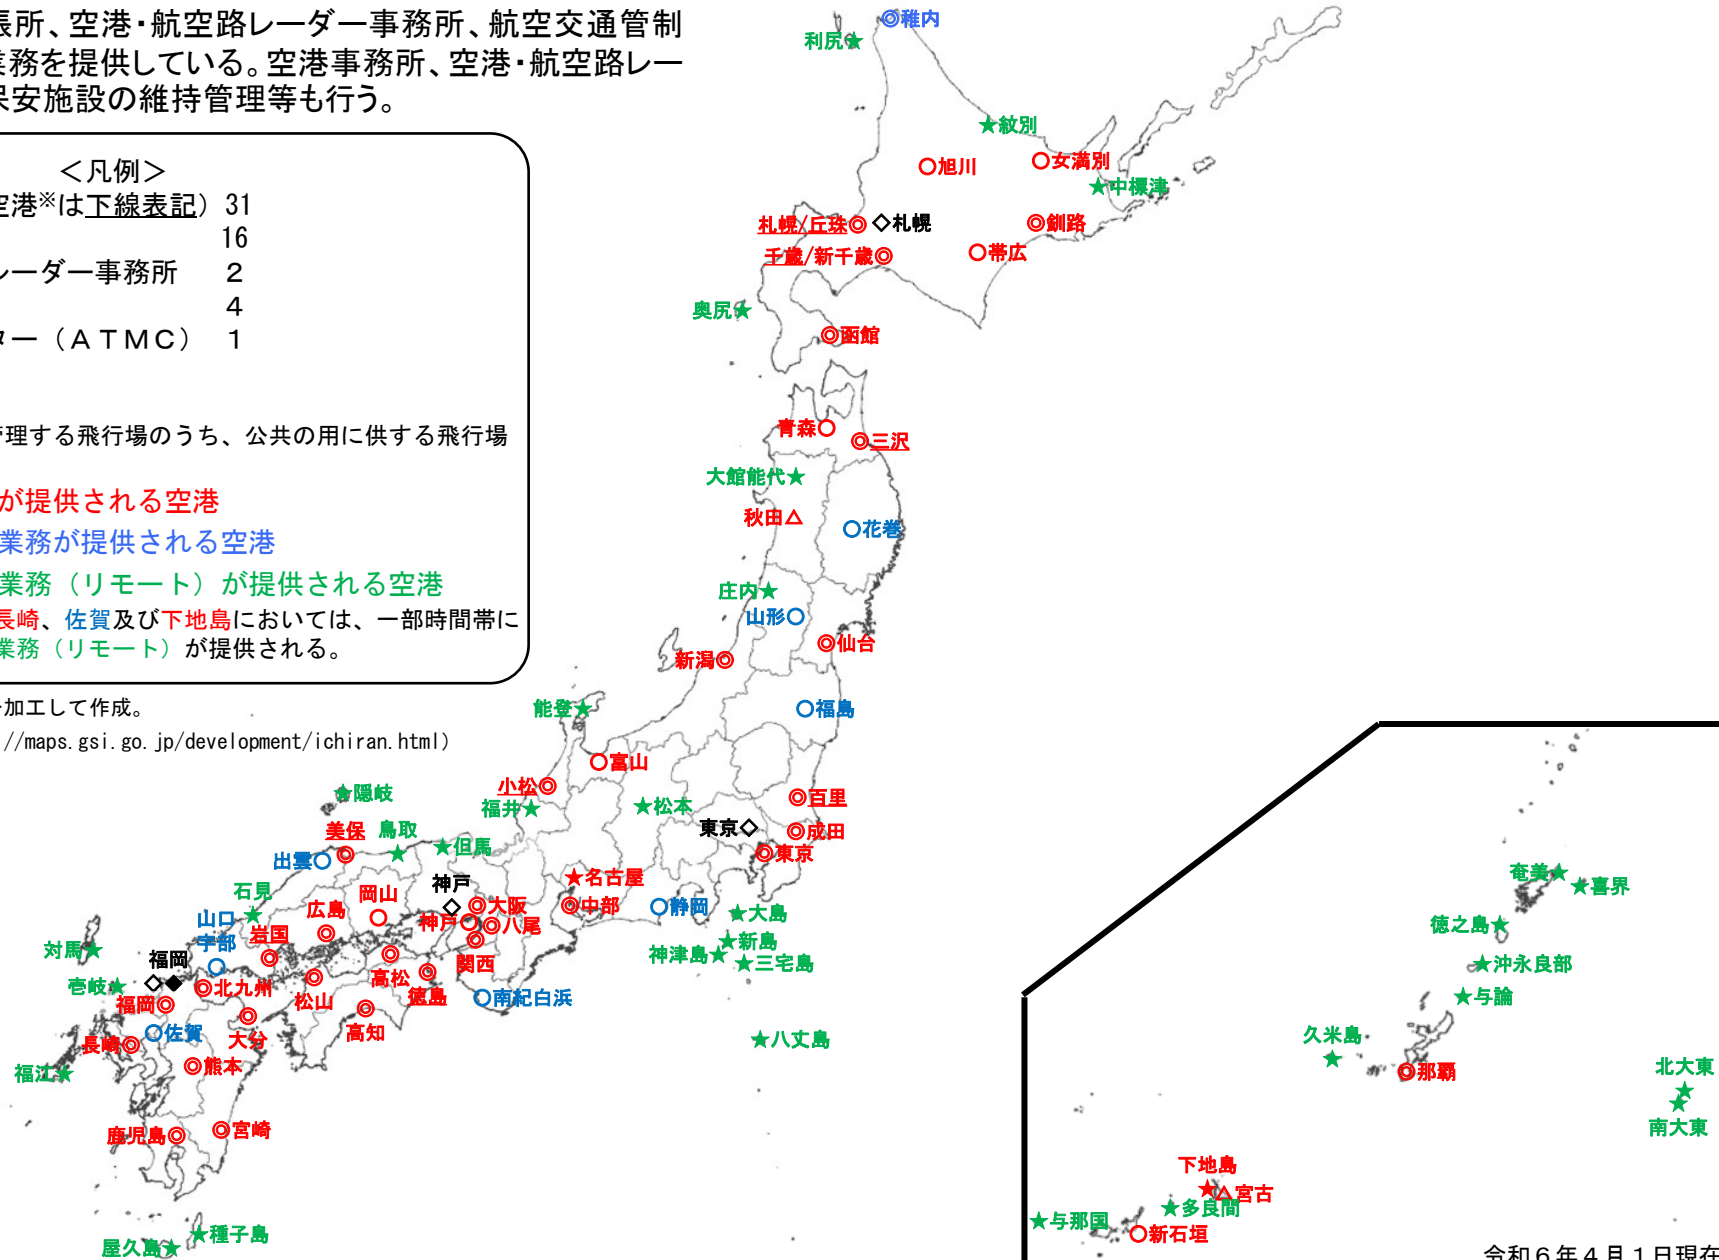 張所、空港・航空路レーダー事務所、航空交通管制
業務を提供している。空港事務所、空港・航空路レー
保安施設の維持管理等も行う。
＜凡例＞
空港※は下線表記） 31
16
レーダー事務所 2
4
ター（ＡＴＭＣ） 1
管理する飛行場のうち、公共の用に供する飛行場
が提供される空港
業務が提供される空港
業務（リモート）が提供される空港
長崎、佐賀及び下地島においては、一部時間帯に
業務（リモート）が提供される。
加工して作成。
://maps.gsi.go.jp/development/ichiran.html)
◎稚内
利尻★
★紋別
○旭川
○女満別
★中標津
札幌/丘珠◎
◇札幌
◎釧路
千歳/新千歳◎
○帯広
奥尻★
◎函館
青森○
◎三沢
大館能代★
秋田△
○花巻
庄内★
山形○
◎仙台
新潟◎
能登★
○福島
○富山
小松◎
福井★
★松本
◎百里
東京◇
◎成田
◎東京
★隠岐
美保
◎
鳥取
★
★但馬
出雲○
神戸
◇
★名古屋
石見
★
岡山
○
◎大阪
◎中部
○静岡
★大島
山口
宇部
○
広島
◎
神戸○
◎八尾
岩国
◎
◎
関西
★新島
神津島★
★三宅島
対馬★
福岡
◇◆
壱岐★
◎北九州
◎
松山
◎
高松
◎
徳島
○南紀白浜
福岡◎
◎
大分
◎
高知
○佐賀
長崎◎
◎熊本
★八丈島
福江★
鹿児島◎
◎宮崎
★種子島
屋久島★
奄美★
★喜界
徳之島★
★沖永良部
★与論
久米島
★
◎那覇
北大東
★
★
南大東
下地島
★
△宮古
★多良間
★与那国
○新石垣
令和６年４月１日現在